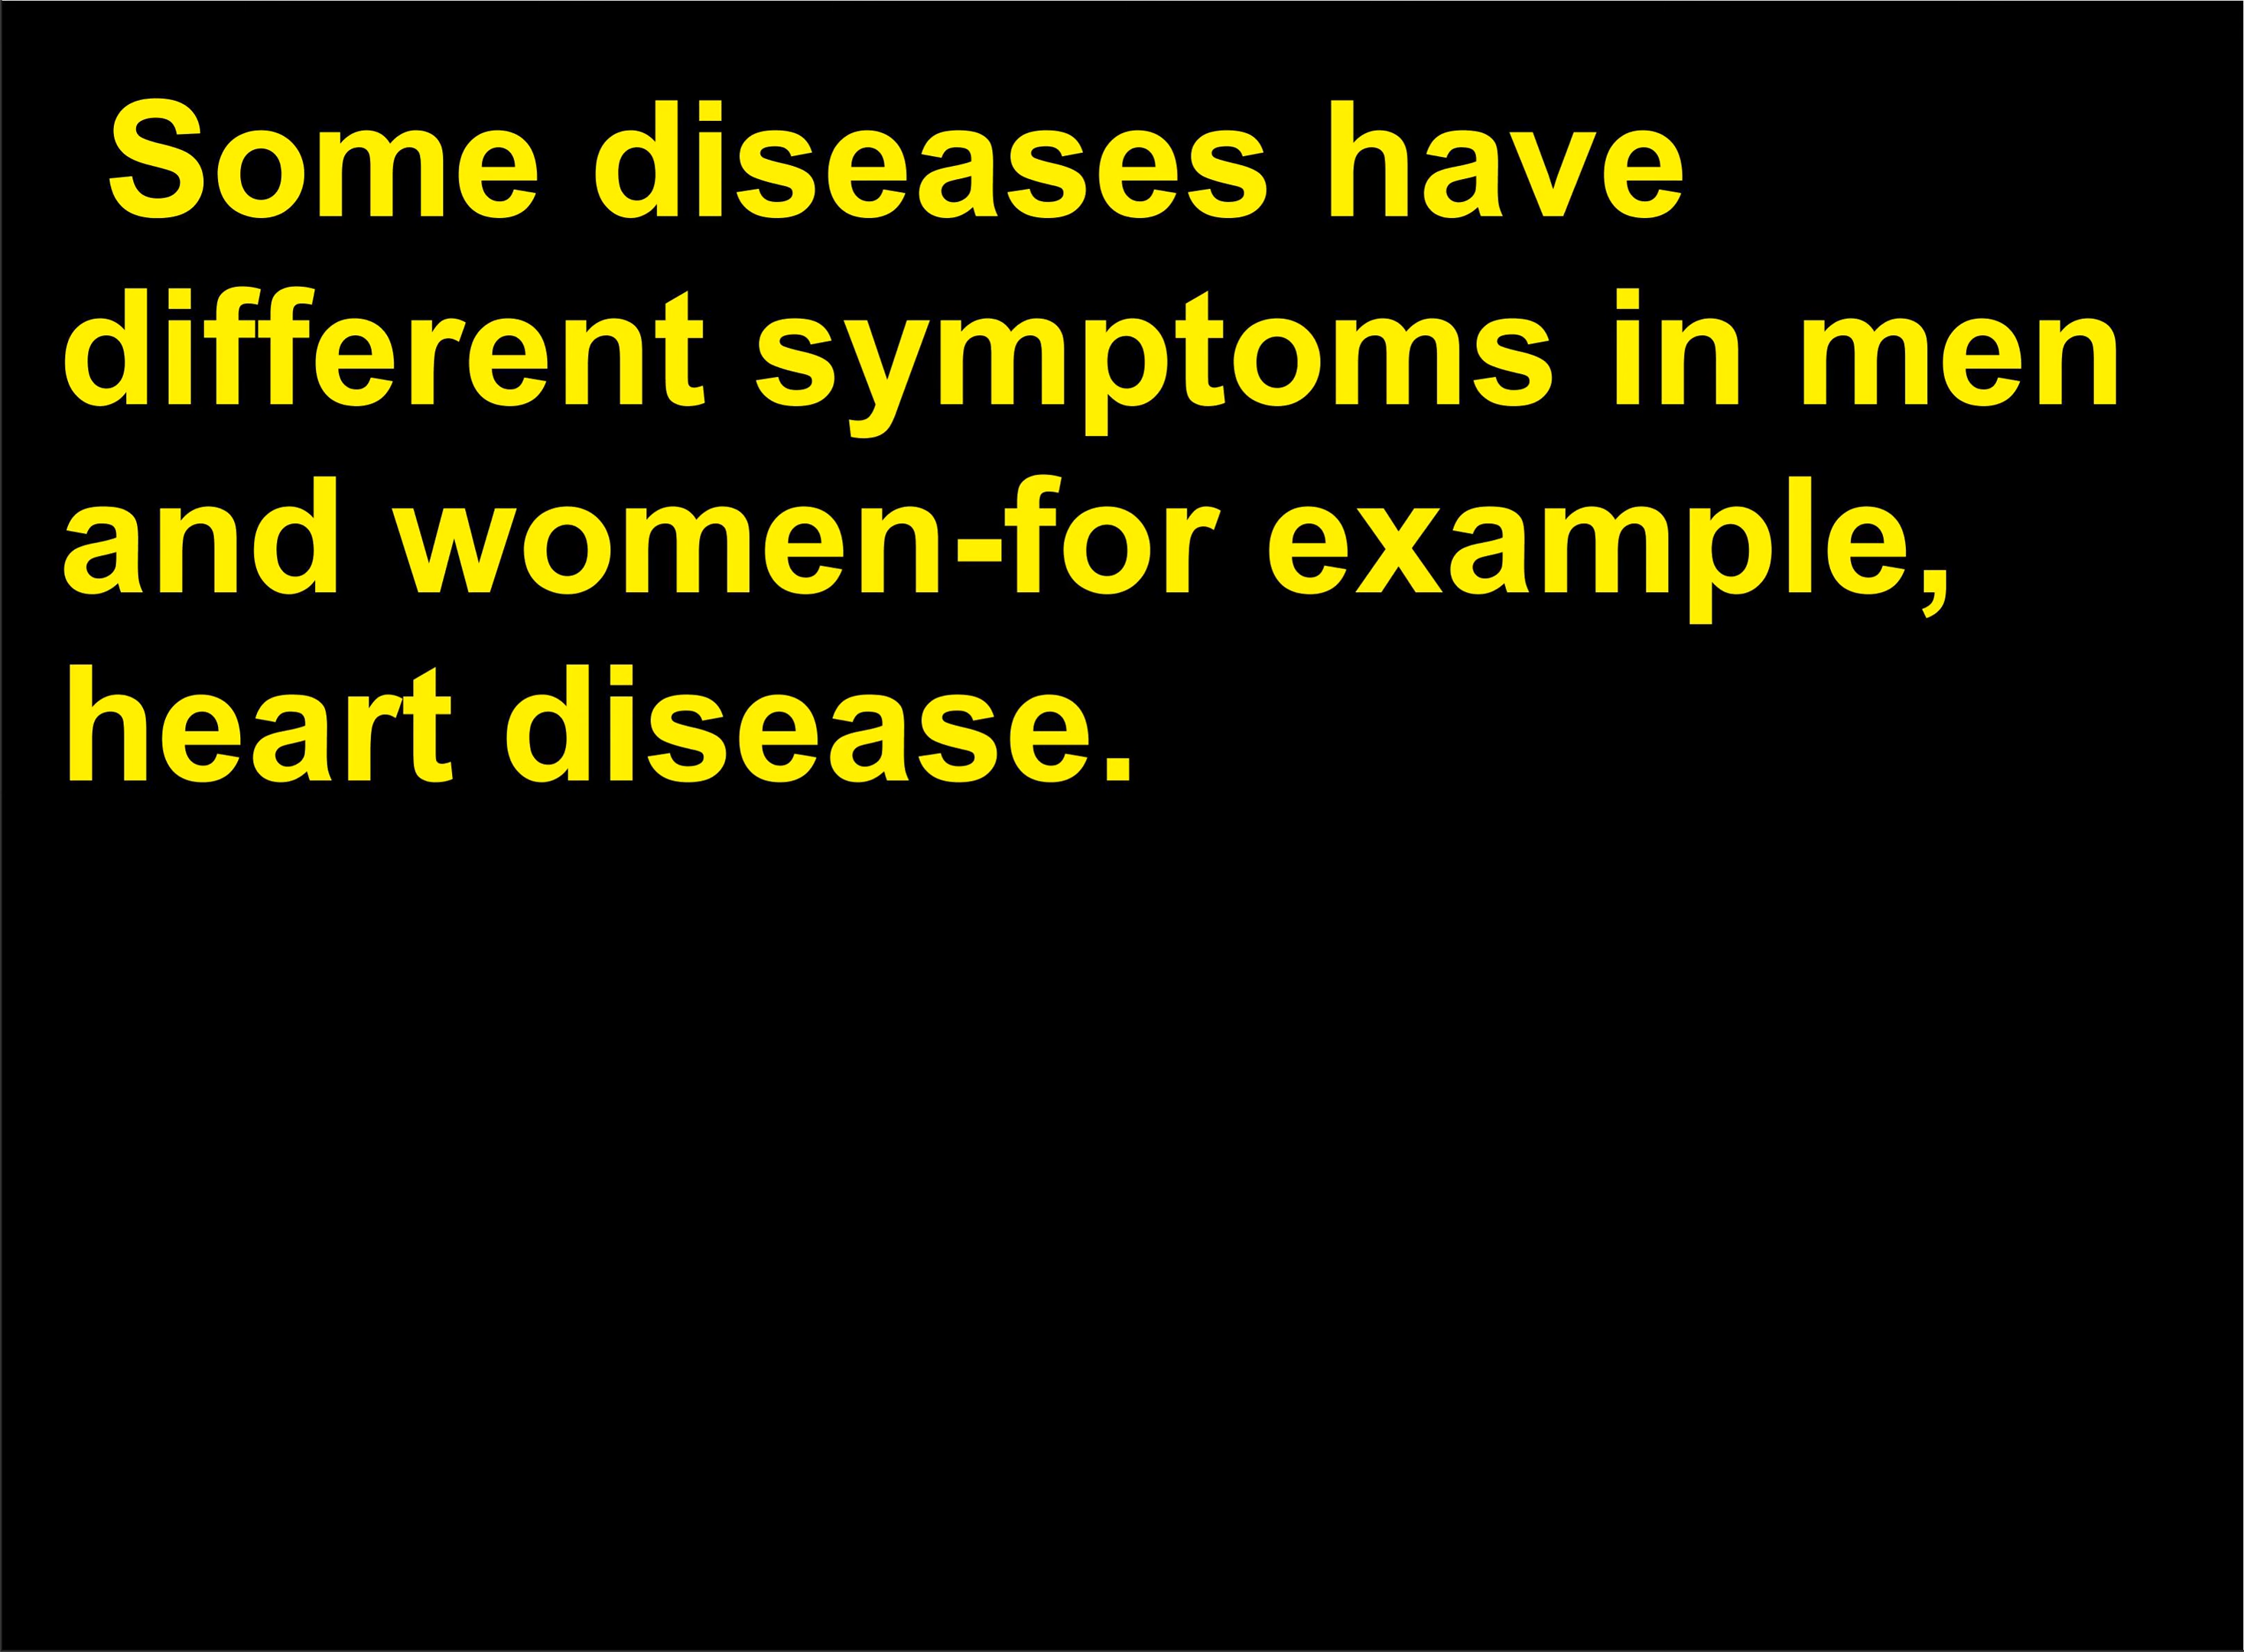 Some diseases have
different symptoms in men
and women-for example,
heart disease.